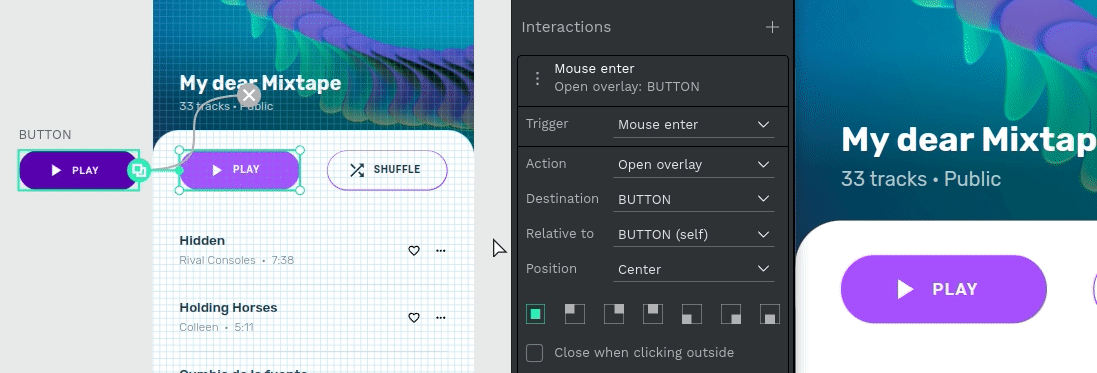 BUTTON
PLAY
My dear Mixtape
33 tracks • Public
PLAY
SHUFFLE
Hidden
Rival Consoles • 7:38
Holding Horses
Colleen • 5:11
Interactions
Mouse enter
Open overlay: BUTTON
Trigger
Mouse enter
Action
Open overlay
Destination
BUTTON
Relative to
BUTTON (self)
Position
Center
Close when clicking outside
My dear Mixtap
33 tracks • Public
PLAY